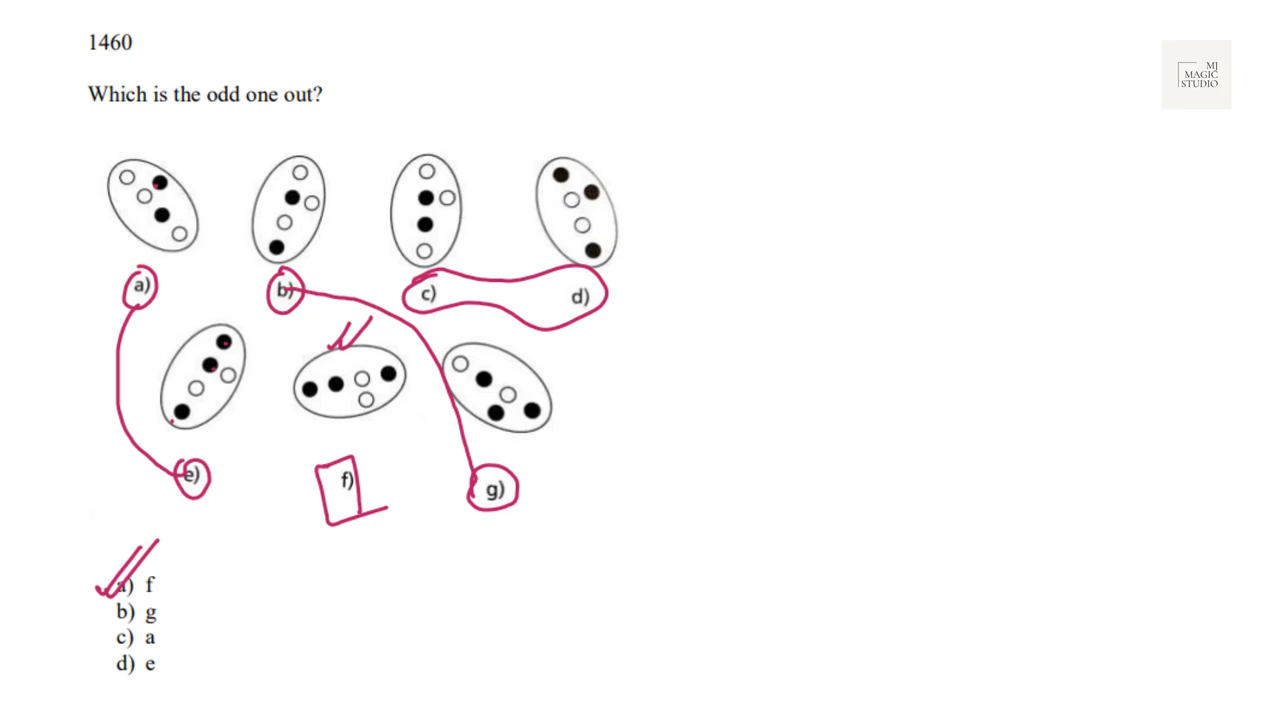 1460
MJ
MAGIC
STUDIO
Which is the odd one out?
a)
b)
c)
d)
e)
f)
g)
a) f
b) g
c) a
d) e